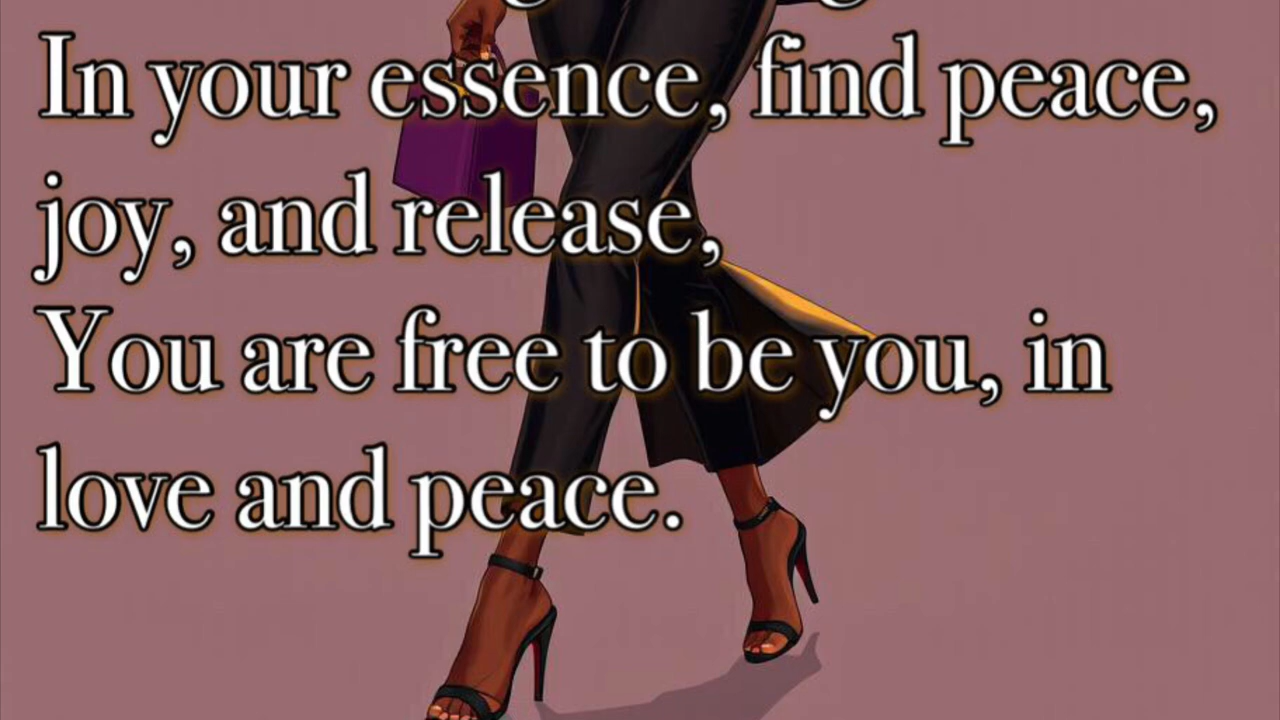 In your essence, find peace,
joy, and release,
You are free to be you, in
love and peace.